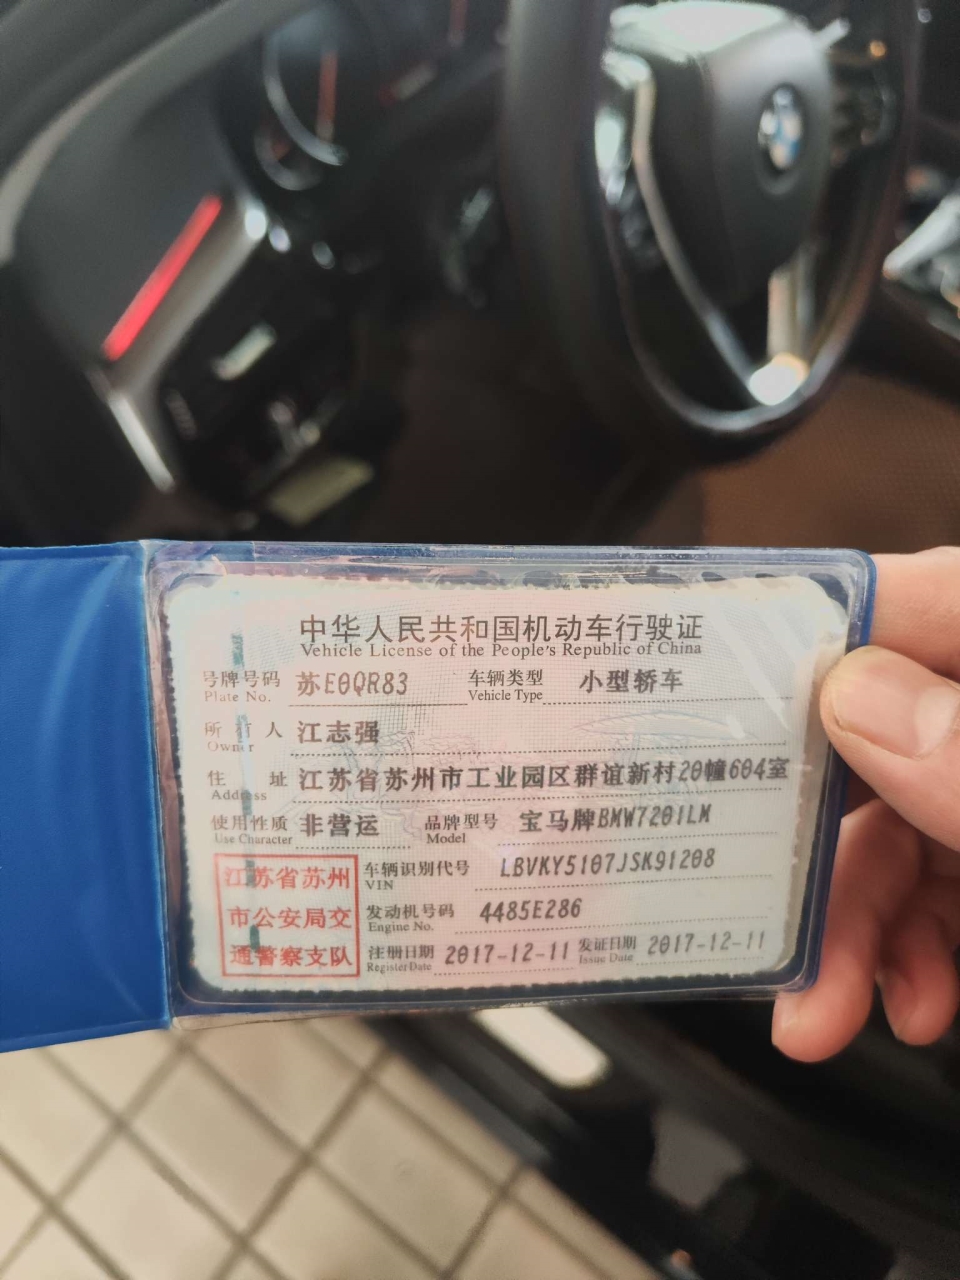 中华人民共和国机动车行驶证
Vehicle License of the People's Republic of China
号牌号码 苏E0QR83 车辆类型 小型轿车
Plate No. Vehicle Type
所有人 江志强
Owner
住址 江苏省苏州市工业园区群谊新村20幢604室
Address
使用性质 非营运 品牌型号 宝马牌BMW7201LM
Use Character Model
江苏省苏州
市公安局交
通警察支队
车辆识别代号 LBVKY5107JSK91208
VIN
发动机号码 4485E286
Engine No.
注册日期 2017-12-11 发证日期 2017-12-11
Register Date Issue Date